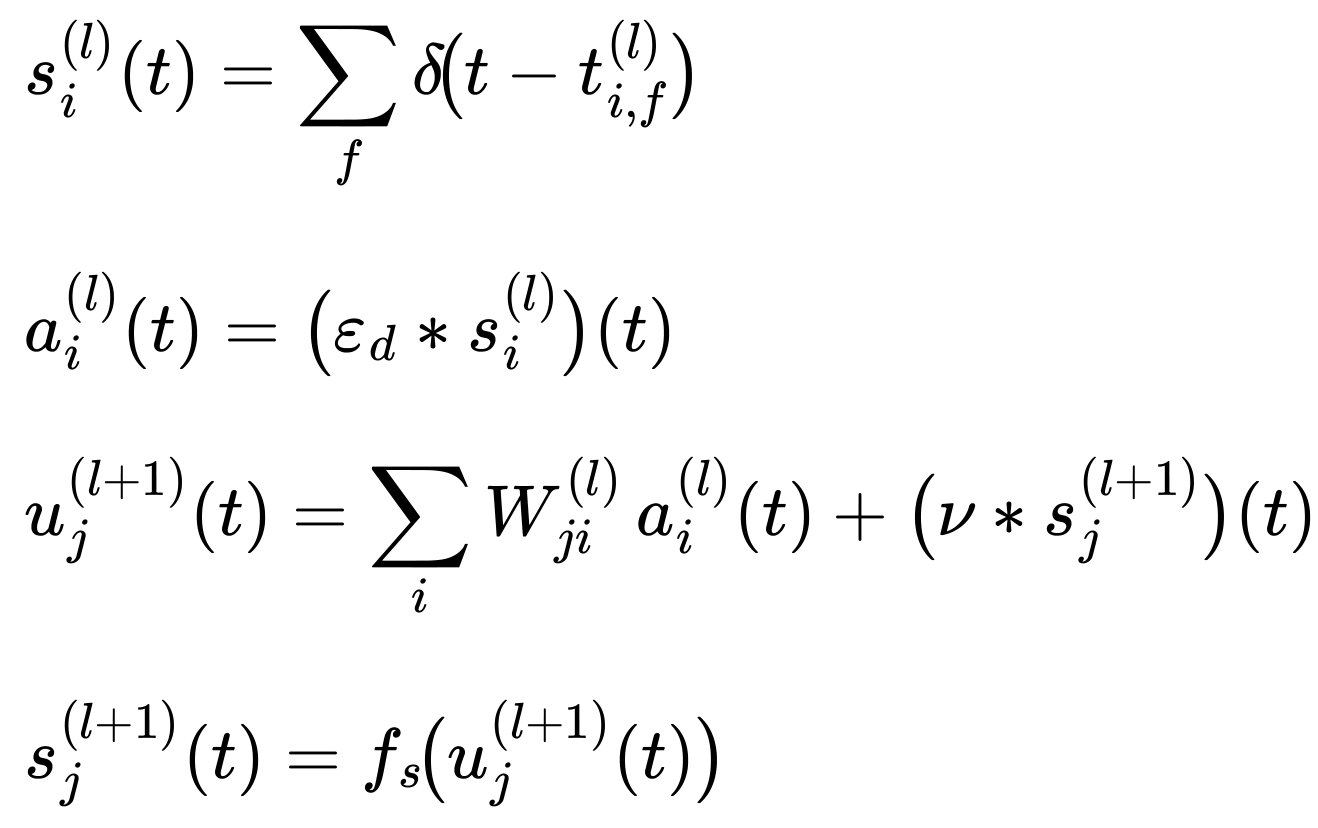 s_i^{(l)}(t) = \sum_f \delta(t - t_{i,f}^{(l)})
a_i^{(l)}(t) = (\varepsilon_d * s_i^{(l)})(t)
u_j^{(l+1)}(t) = \sum_i W_{ji}^{(l)} a_i^{(l)}(t) + (\nu * s_j^{(l+1)})(t)
s_j^{(l+1)}(t) = f_s(u_j^{(l+1)}(t))